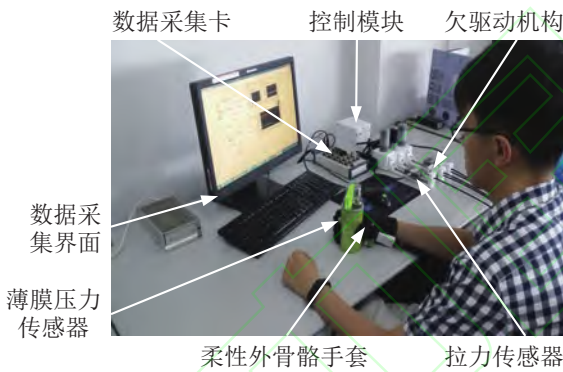 数据采集卡
控制模块
欠驱动机构
数据采
集界面
薄膜压力
传感器
柔性外骨骼手套
拉力传感器